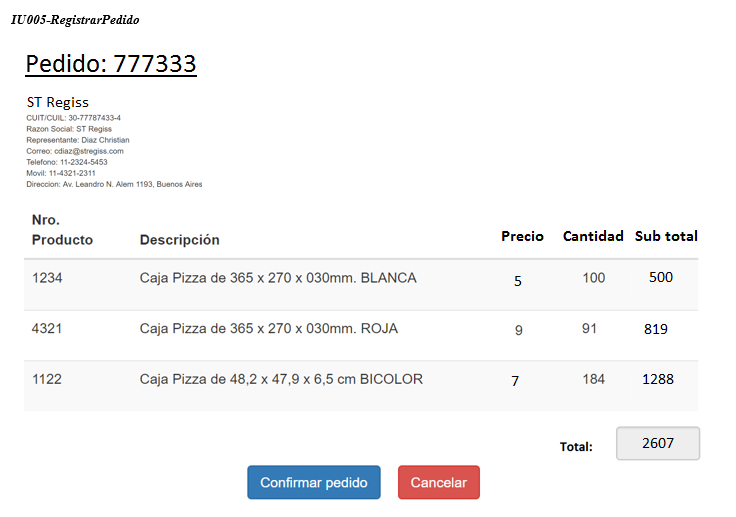 IU005-RegistrarPedido
Pedido: 777333
ST Regiss
CUIT/CUIL: 30-77787433-4
Razon Social: ST Regiss
Representante: Diaz Christian
Correo: cdiaz@stregiss.com
Telefono: 11-2324-5453
Movil: 11-4321-2311
Direccion: Av. Leandro N. Alem 1193, Buenos Aires
Nro. Producto Descripción Precio Cantidad Sub total
1234 Caja Pizza de 365 x 270 x 030mm. BLANCA 5 100 500
4321 Caja Pizza de 365 x 270 x 030mm. ROJA 9 91 819
1122 Caja Pizza de 48,2 x 47,9 x 6,5 cm BICOLOR 7 184 1288
Total: 2607
Confirmar pedido Cancelar